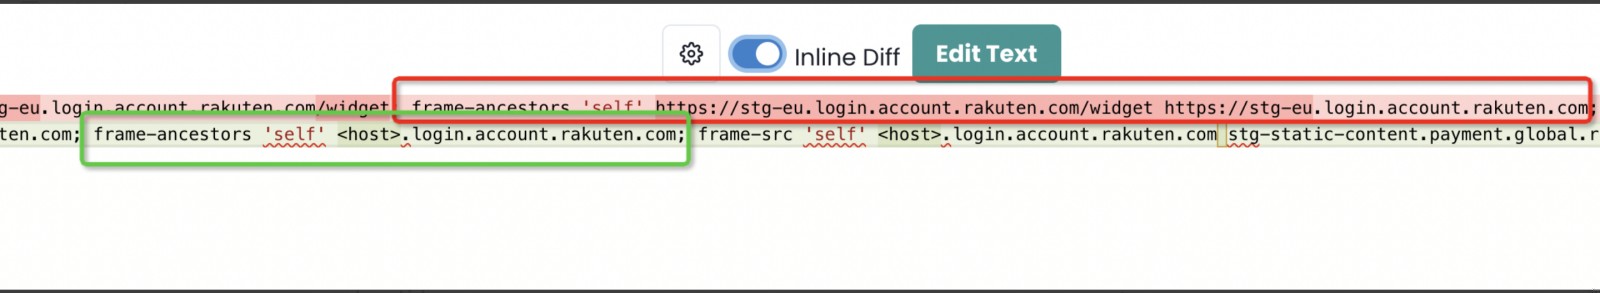 Inline Diff Edit Text
g-eu.login.account.rakuten.com/widget frame-ancestors 'self' https://stg-eu.login.account.rakuten.com/widget https://stg-eu.login.account.rakuten.com;
ten.com; frame-ancestors 'self' <host>.login.account.rakuten.com; frame-src 'self' <host>.login.account.rakuten.com stg-static-content.payment.global.r